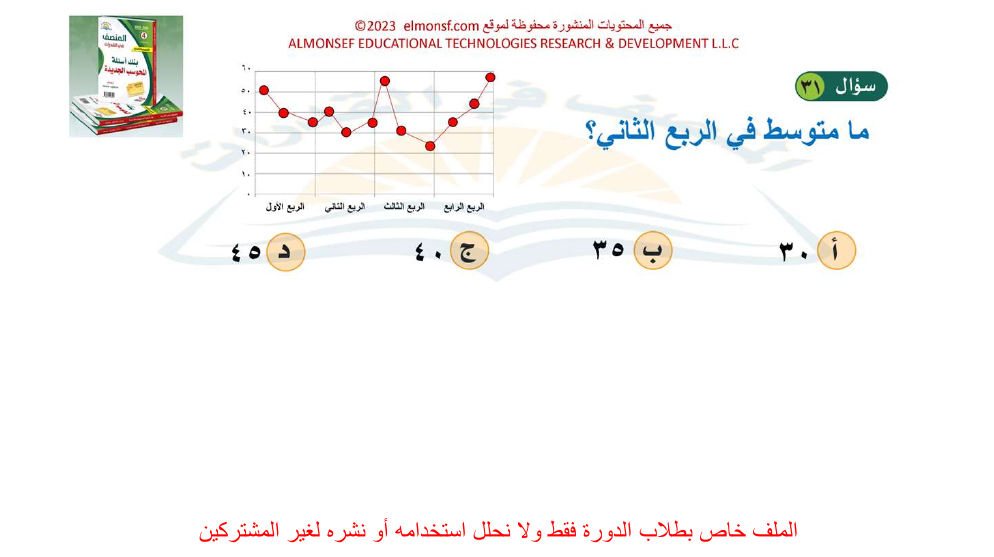 جميع المحتويات المنشورة محفوظة لموقع elmonsf.com ©2023
ALMONSEF EDUCATIONAL TECHNOLOGIES RESEARCH & DEVELOPMENT L.L.C
المنصف
بنك أسئلة
المحوسب الجديدة
سؤال ٣١
ما متوسط في الربع الثاني؟
٦٠
٥٠
٤٠
٣٠
٢٠
١٠
٠
الربع الأول الربع الثاني الربع الثالث الربع الرابع
أ ٣٠ ب ٣٥ ج ٤٠ د ٤٥
الملف خاص بطلاب الدورة فقط ولا نحلل استخدامه أو نشره لغير المشتركين